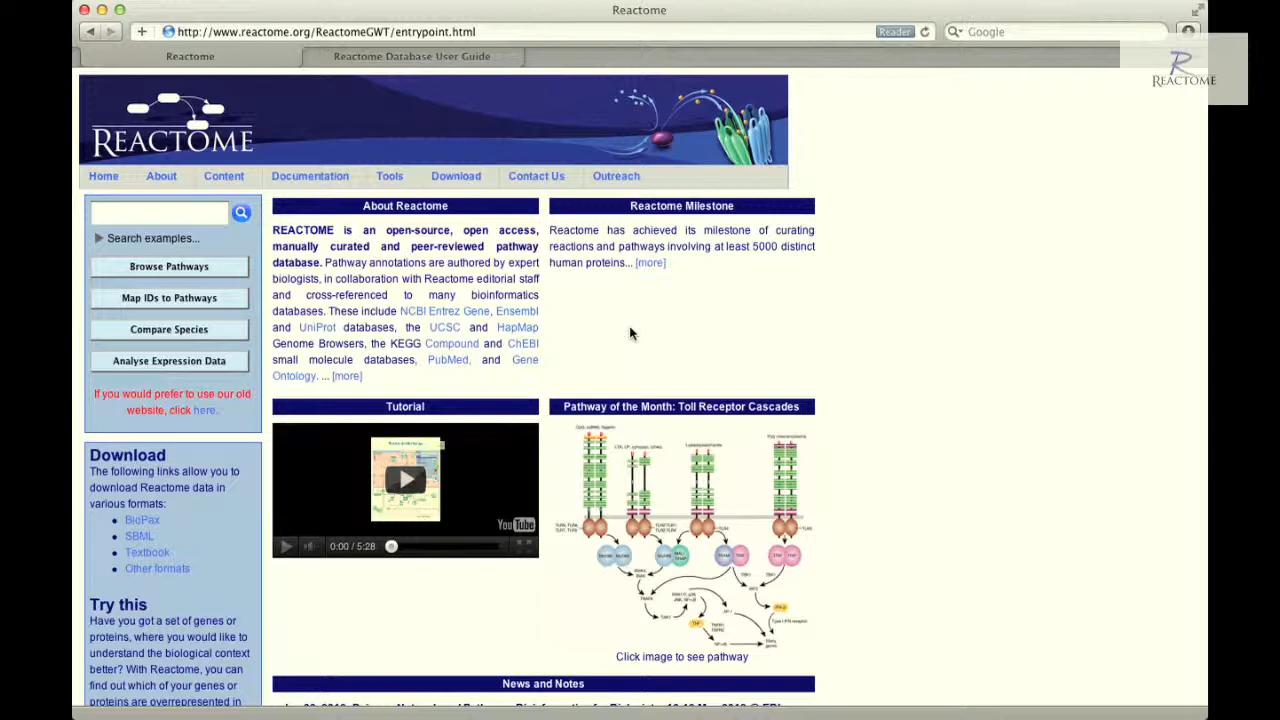 Reactome
http://www.reactome.org/ReactomeGWT/entrypoint.html
Reader
Google
Reactome
Reactome Database User Guide
REACTOME
REACTOME
Home About Content Documentation Tools Download Contact Us Outreach
Search examples...
Browse Pathways
Map IDs to Pathways
Compare Species
Analyse Expression Data
If you would prefer to use our old
website, click here.
Download
The following links allow you to
download Reactome data in
various formats:
BioPax
SBML
Textbook
Other formats
Try this
Have you got a set of genes or
proteins, where you would like to
understand the biological context
better? With Reactome, you can
find out which of your genes or
proteins are overrepresented in
About Reactome
REACTOME is an open-source, open access,
manually curated and peer-reviewed pathway
database. Pathway annotations are authored by expert
biologists, in collaboration with Reactome editorial staff
and cross-referenced to many bioinformatics
databases. These include NCBI Entrez Gene, Ensembl
and UniProt databases, the UCSC and HapMap
Genome Browsers, the KEGG Compound and ChEBI
small molecule databases, PubMed, and Gene
Ontology. ... [more]
Reactome Milestone
Reactome has achieved its milestone of curating
reactions and pathways involving at least 5000 distinct
human proteins... [more]
Tutorial
YouTube
0:00 / 5:28
Pathway of the Month: Toll Receptor Cascades
Click image to see pathway
News and Notes